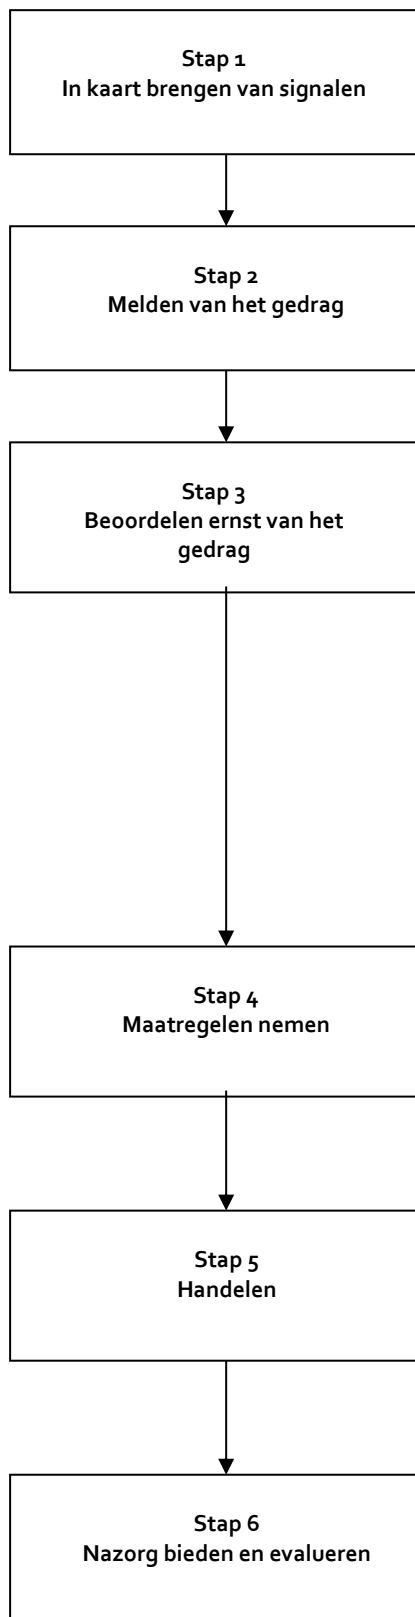 Stap 1
In kaart brengen van signalen
Stap 2
Melden van het gedrag
Stap 3
Beoordelen ernst van het
gedrag
Stap 4
Maatregelen nemen
Stap 5
Handelen
Stap 6
Nazorg bieden en evalueren